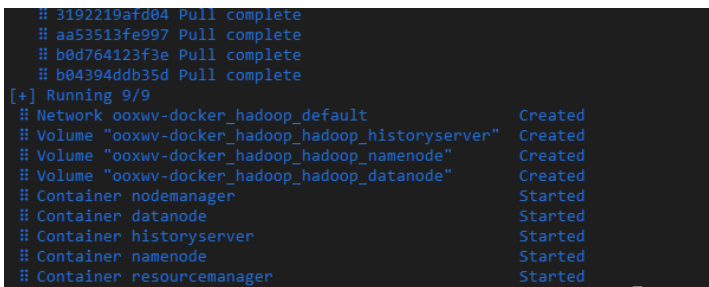 ⠿ 3192219afd04 Pull complete
⠿ aa53513fe997 Pull complete
⠿ b0d764123f3e Pull complete
⠿ b04394ddb35d Pull complete
[+] Running 9/9
⠿ Network ooxwv-docker_hadoop_default Created
⠿ Volume "ooxwv-docker_hadoop_hadoop_historyserver" Created
⠿ Volume "ooxwv-docker_hadoop_hadoop_namenode" Created
⠿ Volume "ooxwv-docker_hadoop_hadoop_datanode" Created
⠿ Container nodemanager Started
⠿ Container datanode Started
⠿ Container historyserver Started
⠿ Container namenode Started
⠿ Container resourcemanager Started